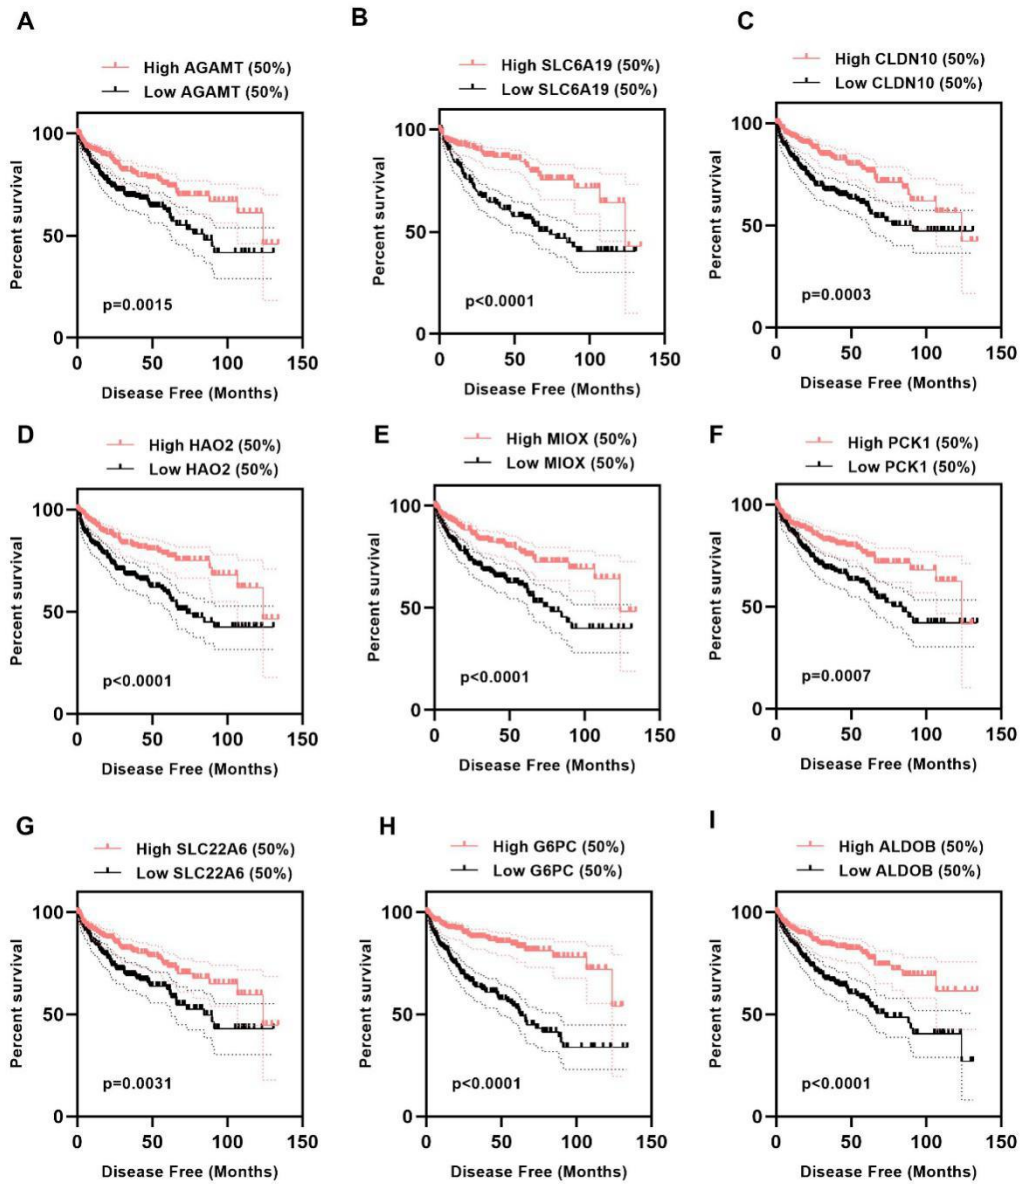 A
High AGAMT (50%)
Low AGAMT (50%)
Percent survival
100
50
0
p=0.0015
0 50 100 150
Disease Free (Months)
B
High SLC6A19 (50%)
Low SLC6A19 (50%)
Percent survival
100
50
0
p<0.0001
0 50 100 150
Disease Free (Months)
C
High CLDN10 (50%)
Low CLDN10 (50%)
Percent survival
100
50
0
p=0.0003
0 50 100 150
Disease Free (Months)
D
High HAO2 (50%)
Low HAO2 (50%)
Percent survival
100
50
0
p<0.0001
0 50 100 150
Disease Free (Months)
E
High MIOX (50%)
Low MIOX (50%)
Percent survival
100
50
0
p<0.0001
0 50 100 150
Disease Free (Months)
F
High PCK1 (50%)
Low PCK1 (50%)
Percent survival
100
50
0
p=0.0007
0 50 100 150
Disease Free (Months)
G
High SLC22A6 (50%)
Low SLC22A6 (50%)
Percent survival
100
50
0
p=0.0031
0 50 100 150
Disease Free (Months)
H
High G6PC (50%)
Low G6PC (50%)
Percent survival
100
50
0
p<0.0001
0 50 100 150
Disease Free (Months)
I
High ALDOB (50%)
Low ALDOB (50%)
Percent survival
100
50
0
p<0.0001
0 50 100 150
Disease Free (Months)